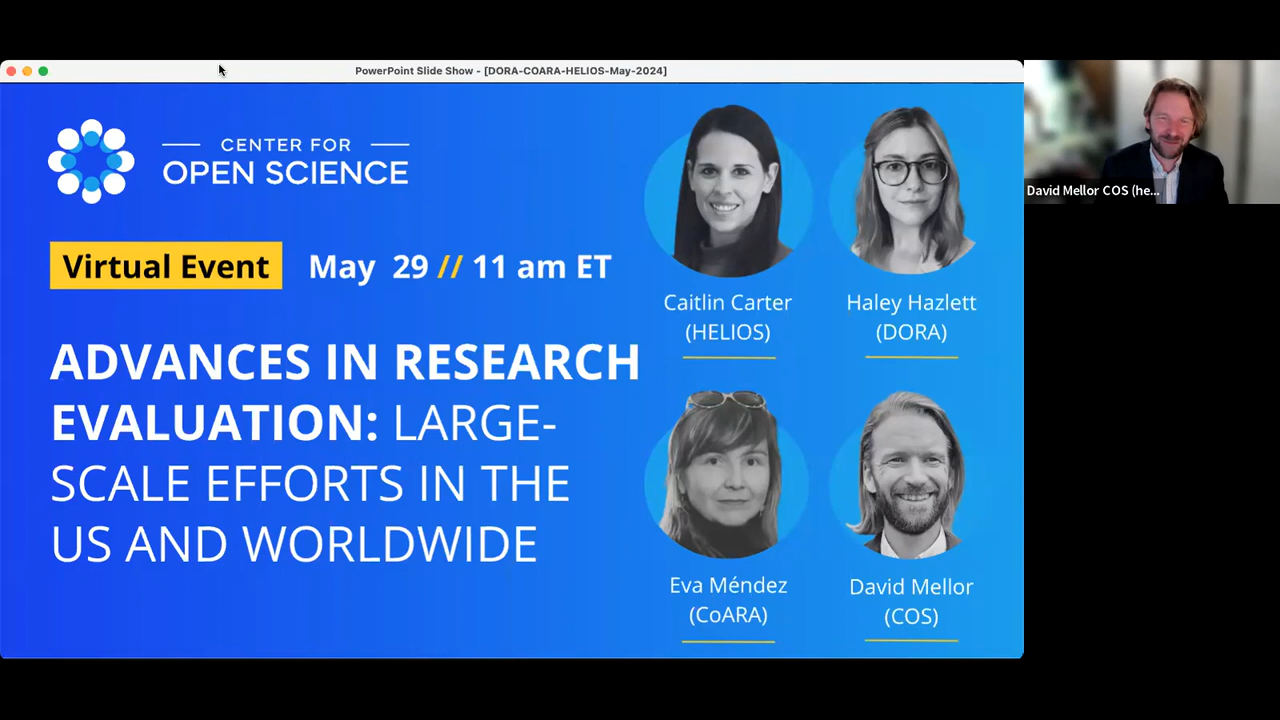 PowerPoint Slide Show - [DORA-COARA-HELIOS-May-2024]
CENTER FOR
OPEN SCIENCE
Virtual Event May 29 // 11 am ET
ADVANCES IN RESEARCH
EVALUATION: LARGE-
SCALE EFFORTS IN THE
US AND WORLDWIDE
Caitlin Carter
(HELIOS)
Haley Hazlett
(DORA)
Eva Méndez
(CoARA)
David Mellor
(COS)
David Mellor COS (he...